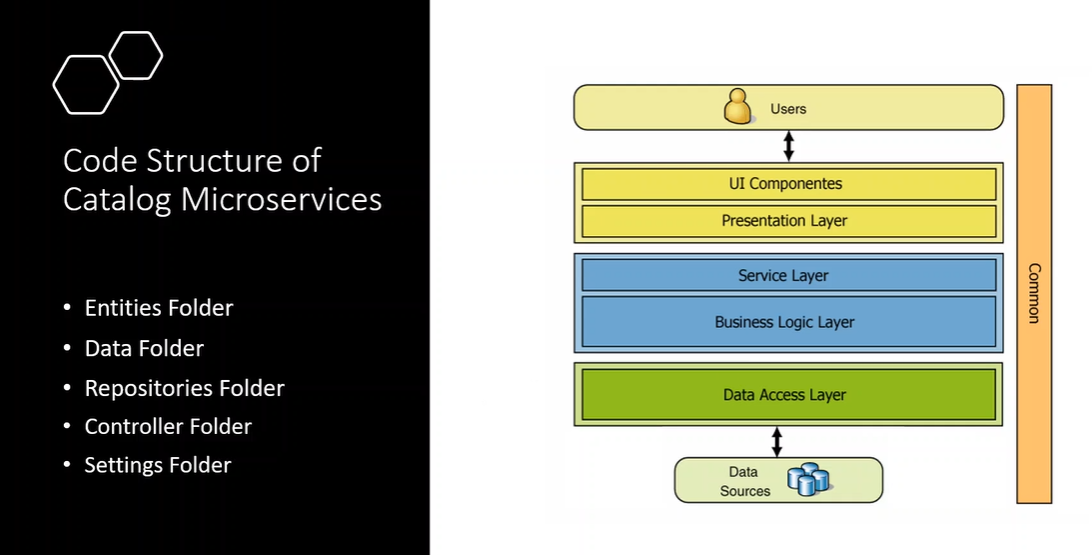 Code Structure of
Catalog Microservices
• Entities Folder
• Data Folder
• Repositories Folder
• Controller Folder
• Settings Folder
Users
UI Componentes
Presentation Layer
Service Layer
Business Logic Layer
Data Access Layer
Data
Sources
Common